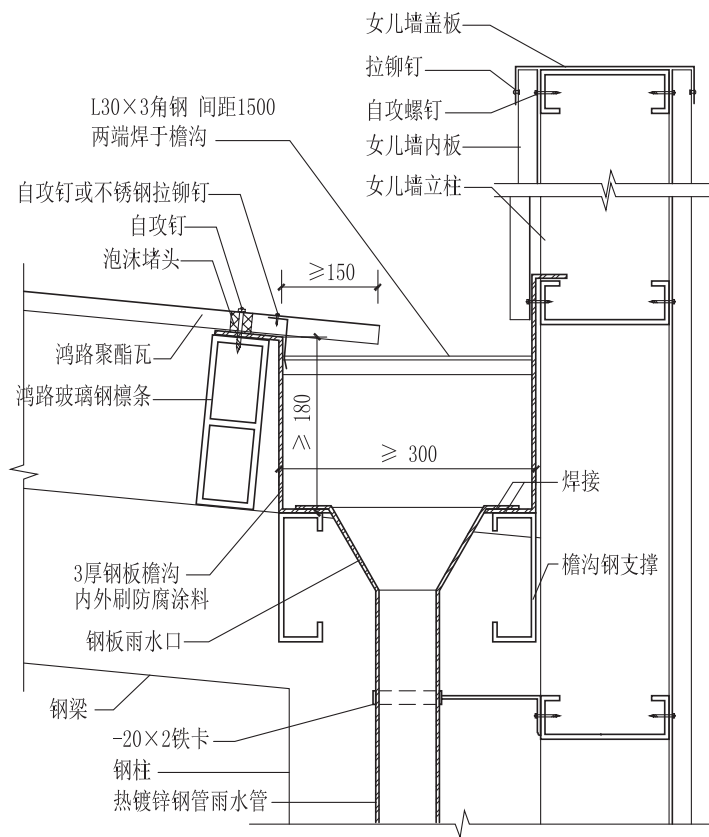 女儿墙盖板
拉铆钉
L30×3角钢 间距1500
两端焊于檐沟
自攻螺钉
女儿墙内板
自攻钉或不锈钢拉铆钉
女儿墙立柱
自攻钉
泡沫堵头
≥150
鸿路聚酯瓦
鸿路玻璃钢檩条
≥ 180
≥ 300
焊接
3厚钢板檐沟
内外刷防腐涂料
檐沟钢支撑
钢板雨水口
钢梁
-20×2铁卡
钢柱
热镀锌钢管雨水管